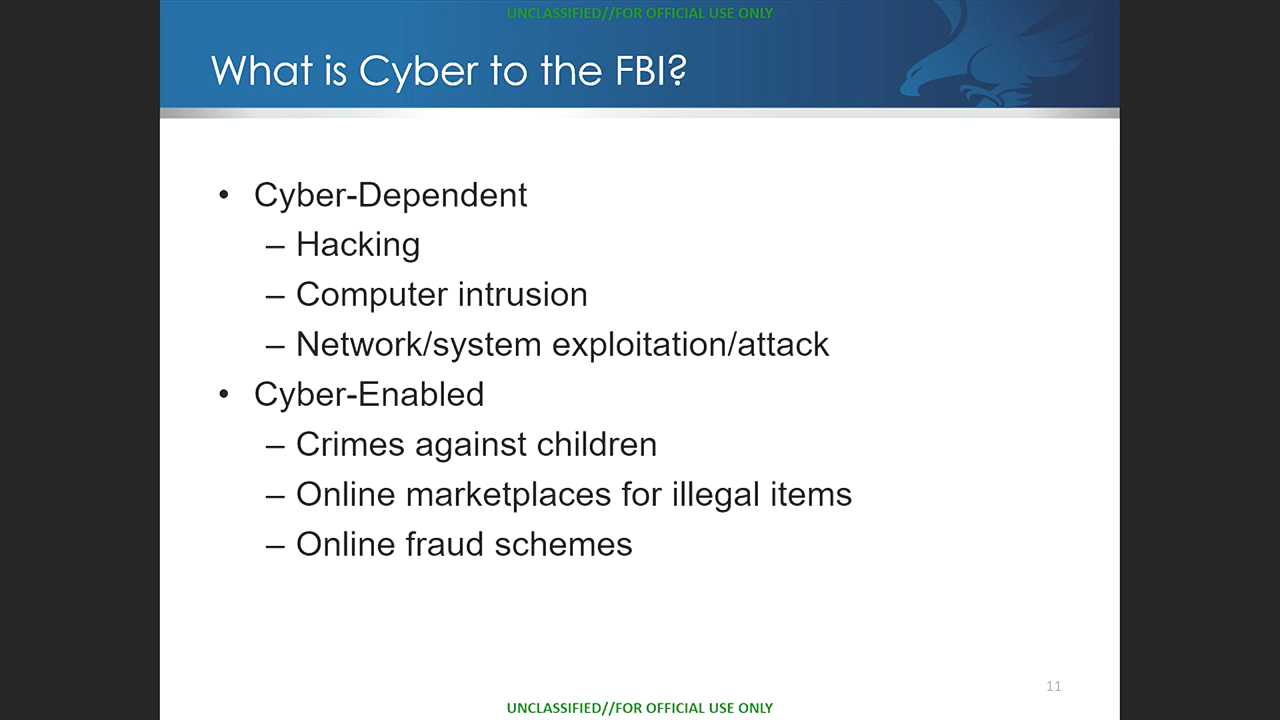 UNCLASSIFIED//FOR OFFICIAL USE ONLY
What is Cyber to the FBI?
• Cyber-Dependent
– Hacking
– Computer intrusion
– Network/system exploitation/attack
• Cyber-Enabled
– Crimes against children
– Online marketplaces for illegal items
– Online fraud schemes
11
UNCLASSIFIED//FOR OFFICIAL USE ONLY